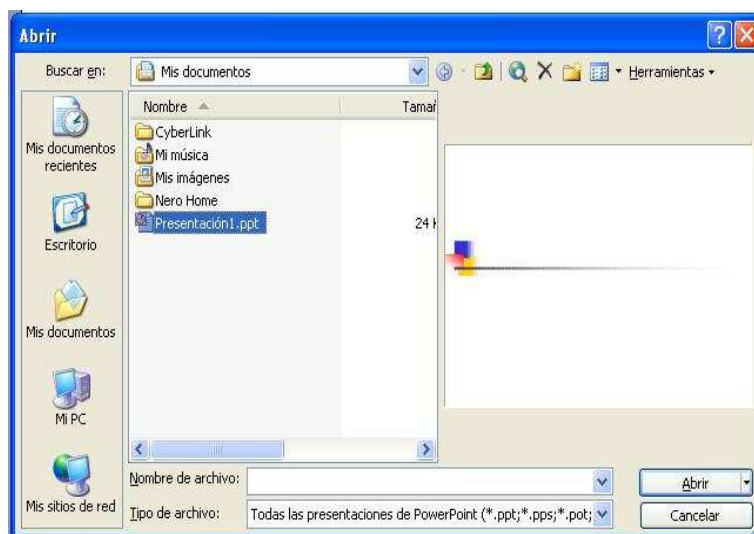 Abrir
Buscar en: Mis documentos Herramientas
Nombre Tamañ
CyberLink
Mi música
Mis imágenes
Nero Home
Presentación1.ppt 24 K
Mis documentos
recientes
Escritorio
Mis documentos
Mi PC
Mis sitios de red
Nombre de archivo: Abrir
Tipo de archivo: Todas las presentaciones de PowerPoint (*.ppt;*.pps;*.pot; Cancelar